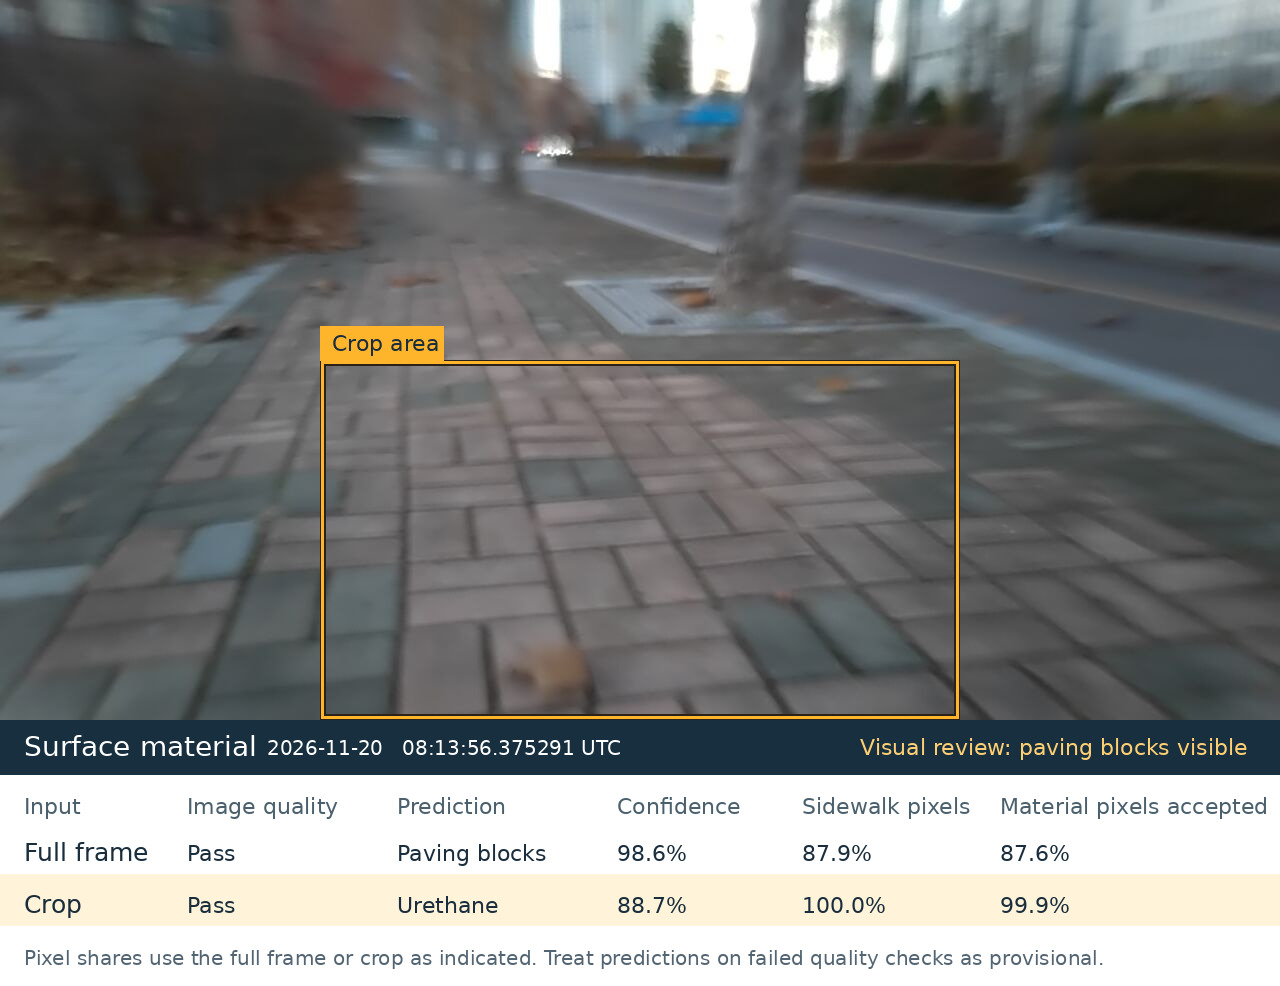 Crop area
Surface material 2026-11-20 08:13:56.375291 UTC Visual review: paving blocks visible
Input Image quality Prediction Confidence Sidewalk pixels Material pixels accepted
Full frame Pass Paving blocks 98.6% 87.9% 87.6%
Crop Pass Urethane 88.7% 100.0% 99.9%
Pixel shares use the full frame or crop as indicated. Treat predictions on failed quality checks as provisional.